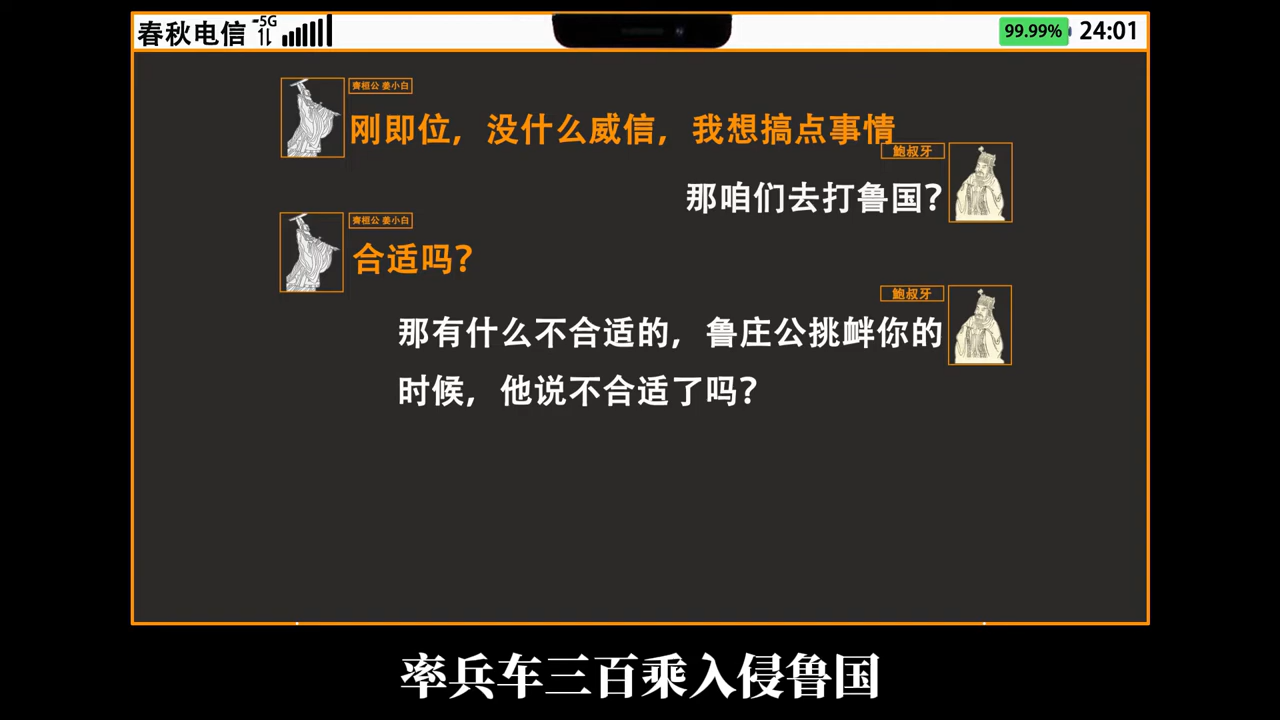 春秋电信 5G 99.99% 24:01
齊桓公 姜小白
刚即位，没什么威信，我想搞点事情
鲍叔牙
那咱们去打鲁国？
齊桓公 姜小白
合适吗？
鲍叔牙
那有什么不合适的，鲁庄公挑衅你的
时候，他说不合适了吗？
率兵车三百乘入侵鲁国